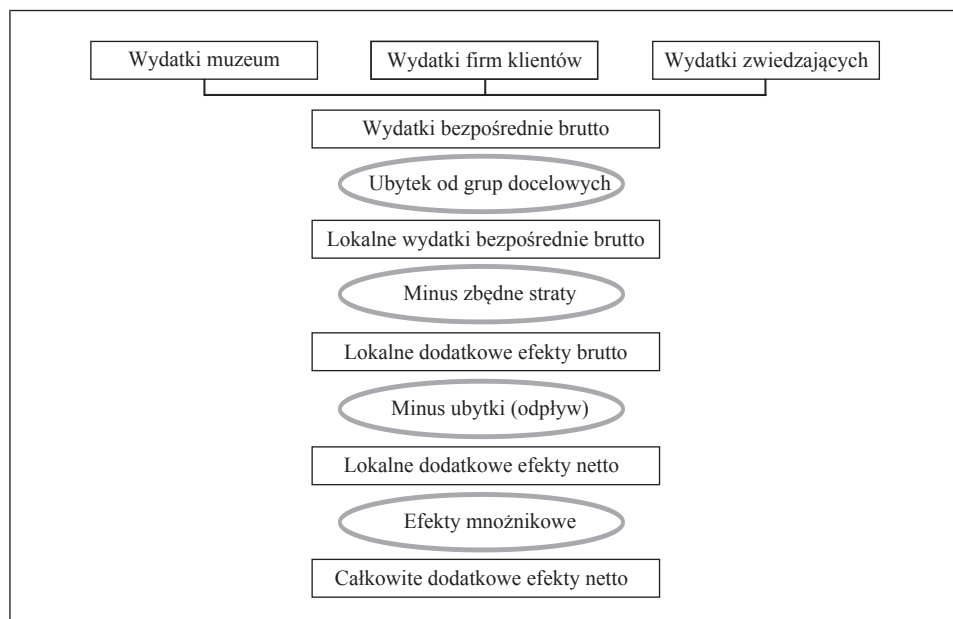 Wydatki muzeum
Wydatki firm klientów
Wydatki zwiedzających
Wydatki bezpośrednie brutto
Ubytek od grup docelowych
Lokalne wydatki bezpośrednie brutto
Minus zbędne straty
Lokalne dodatkowe efekty brutto
Minus ubytki (odpływ)
Lokalne dodatkowe efekty netto
Efekty mnożnikowe
Całkowite dodatkowe efekty netto